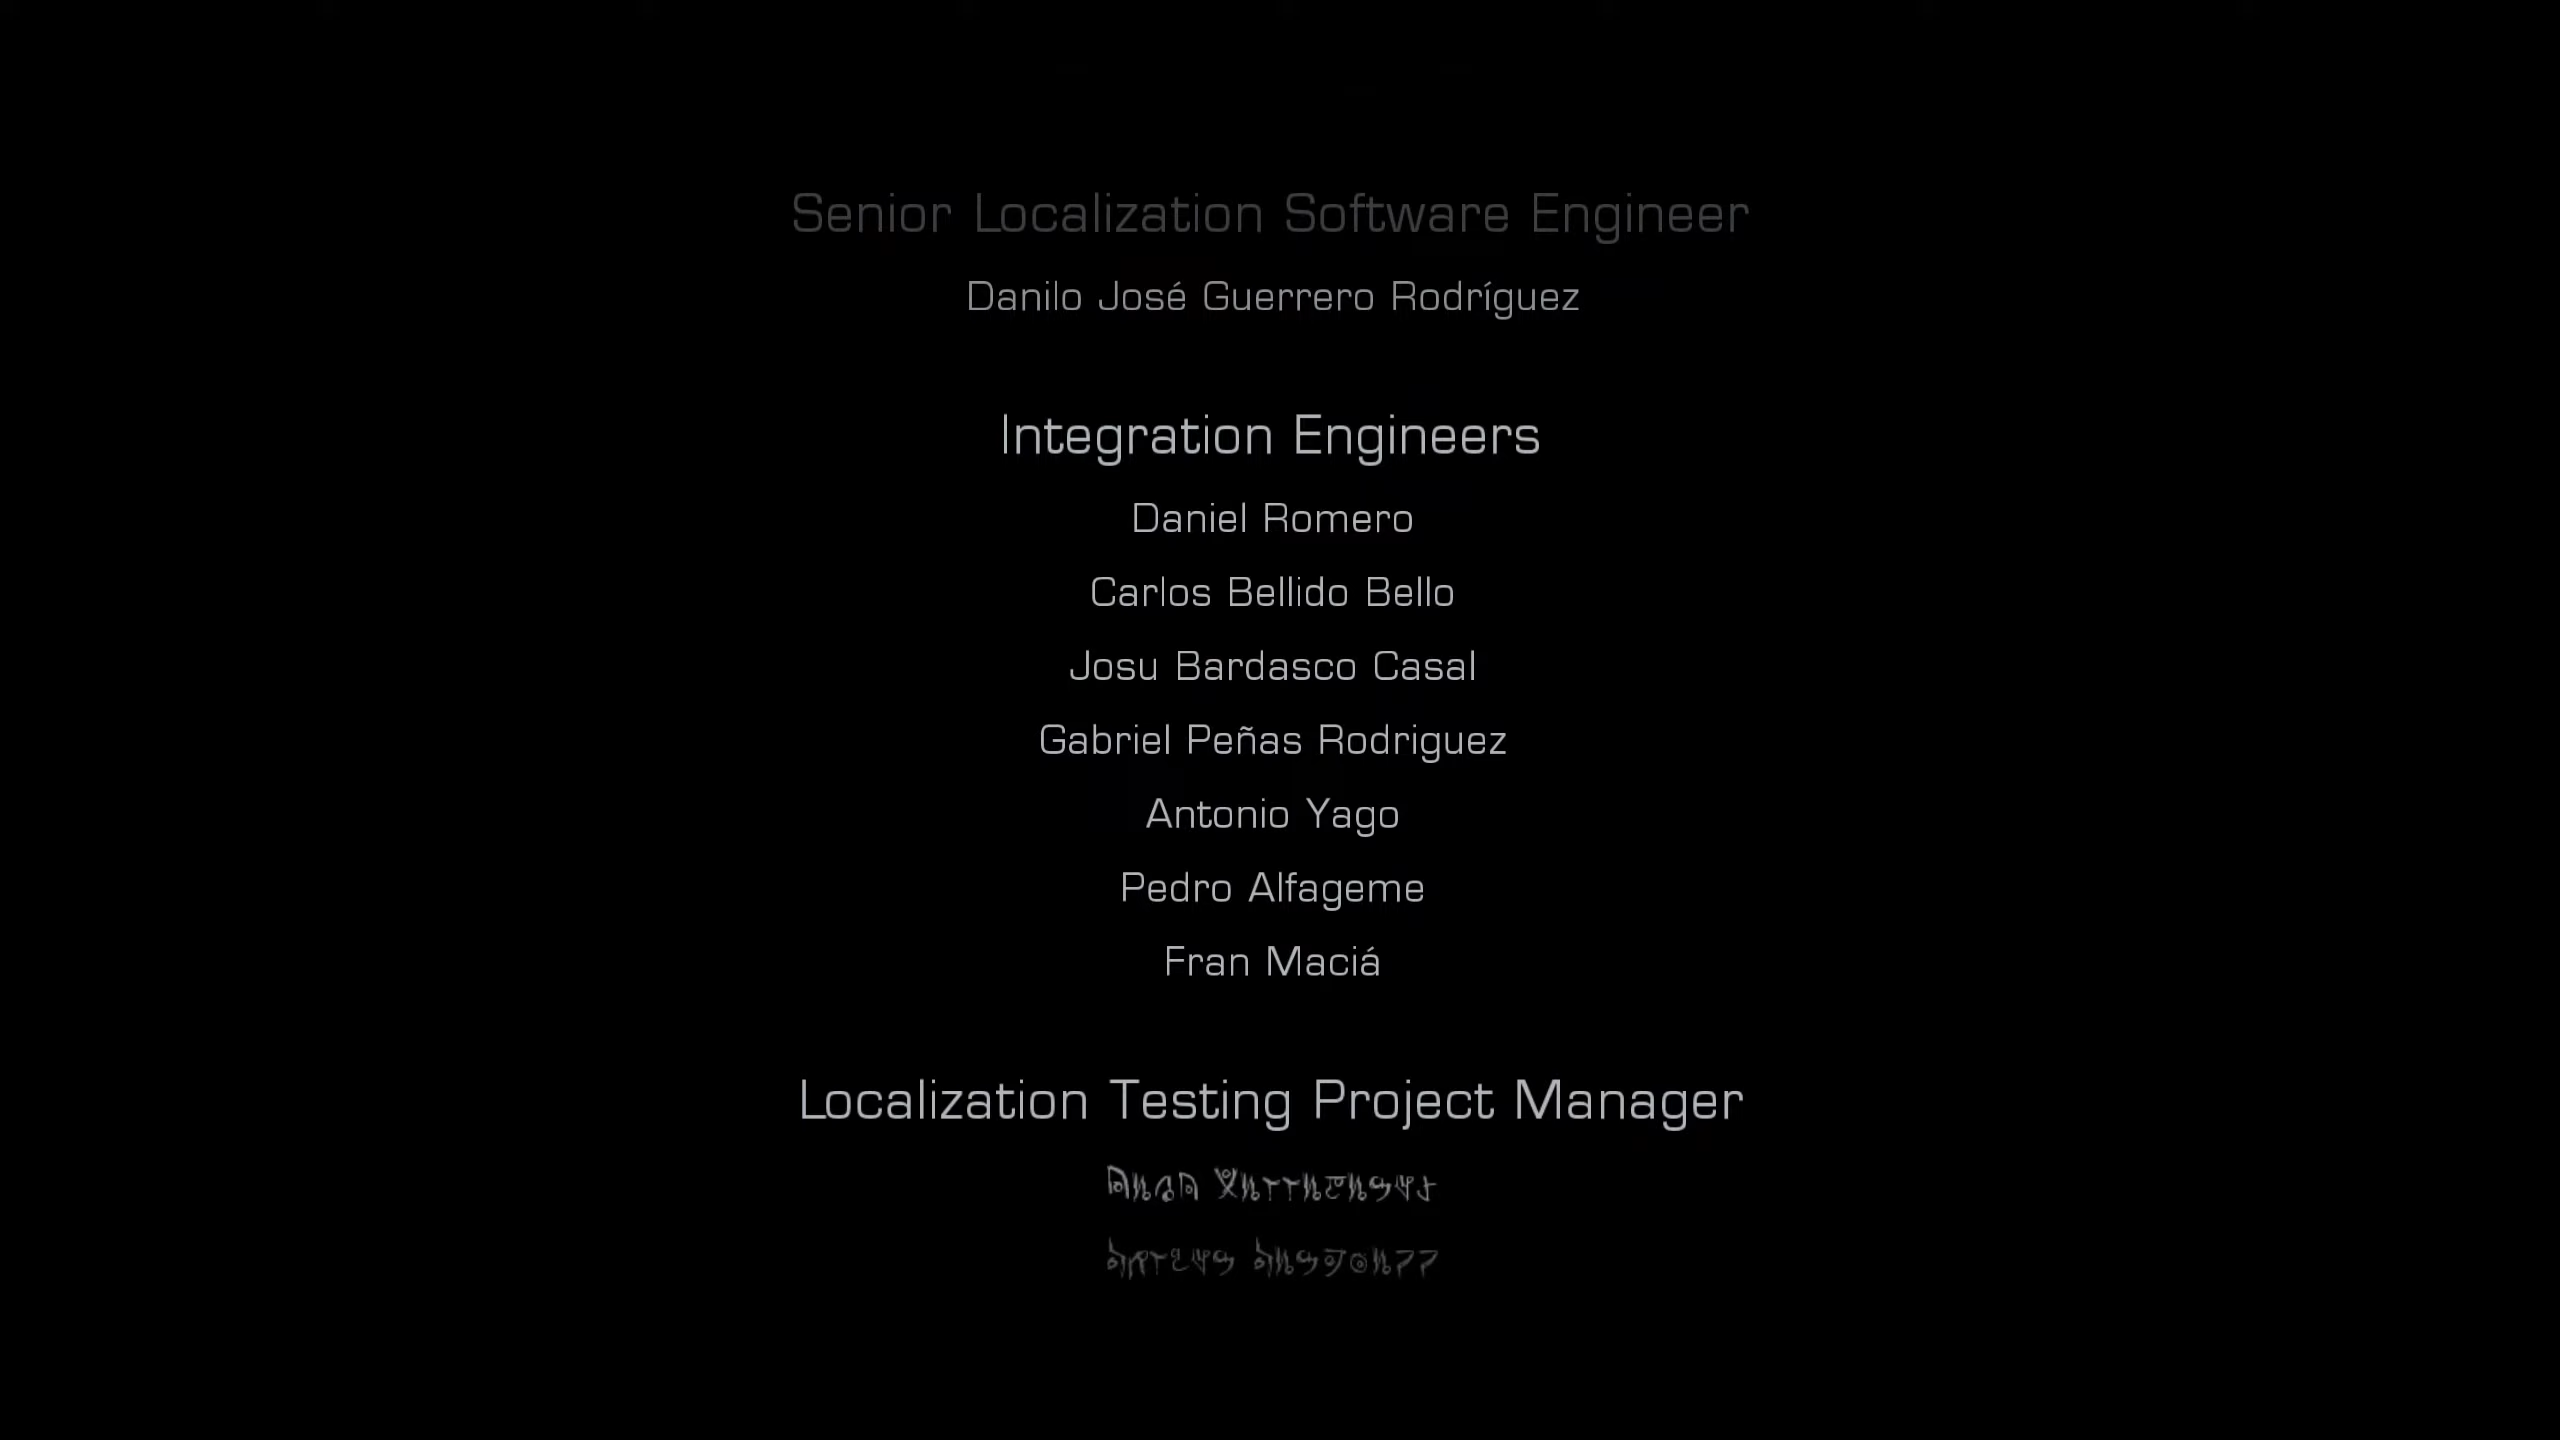 Senior Localization Software Engineer
Danilo José Guerrero Rodríguez
Integration Engineers
Daniel Romero
Carlos Bellido Bello
Josu Bardasco Casal
Gabriel Peñas Rodriguez
Antonio Yago
Pedro Alfageme
Fran Maciá
Localization Testing Project Manager